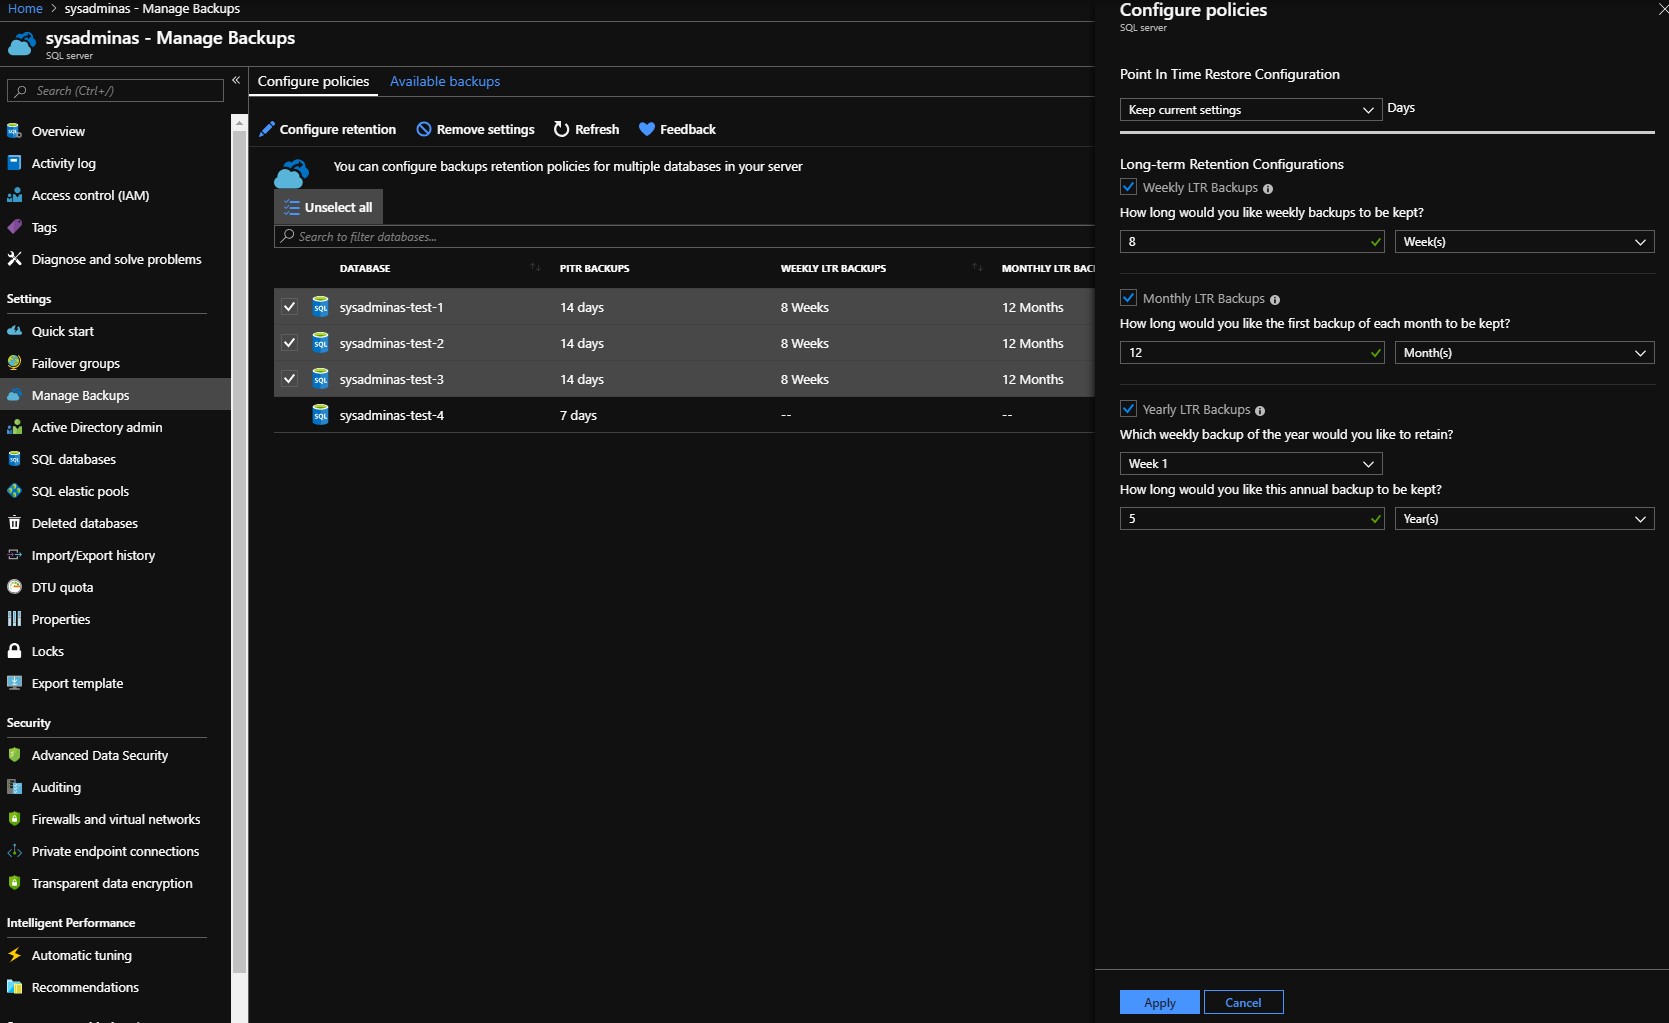 Home > sysadminas - Manage Backups
sysadminas - Manage Backups
SQL server
Search (Ctrl+/)
«
Overview
Activity log
Access control (IAM)
Tags
Diagnose and solve problems
Settings
Quick start
Failover groups
Manage Backups
Active Directory admin
SQL databases
SQL elastic pools
Deleted databases
Import/Export history
DTU quota
Properties
Locks
Export template
Security
Advanced Data Security
Auditing
Firewalls and virtual networks
Private endpoint connections
Transparent data encryption
Intelligent Performance
Automatic tuning
Recommendations
Configure policies Available backups
Configure retention Remove settings Refresh Feedback
You can configure backups retention policies for multiple databases in your server
Unselect all
Search to filter databases...
DATABASE PITR BACKUPS WEEKLY LTR BACKUPS MONTHLY LTR BACI
sysadminas-test-1 14 days 8 Weeks 12 Months
sysadminas-test-2 14 days 8 Weeks 12 Months
sysadminas-test-3 14 days 8 Weeks 12 Months
sysadminas-test-4 7 days -- --
Configure policies
SQL server
Point In Time Restore Configuration
Keep current settings Days
Long-term Retention Configurations
Weekly LTR Backups
How long would you like weekly backups to be kept?
8 Week(s)
Monthly LTR Backups
How long would you like the first backup of each month to be kept?
12 Month(s)
Yearly LTR Backups
Which weekly backup of the year would you like to retain?
Week 1
How long would you like this annual backup to be kept?
5 Year(s)
Apply Cancel